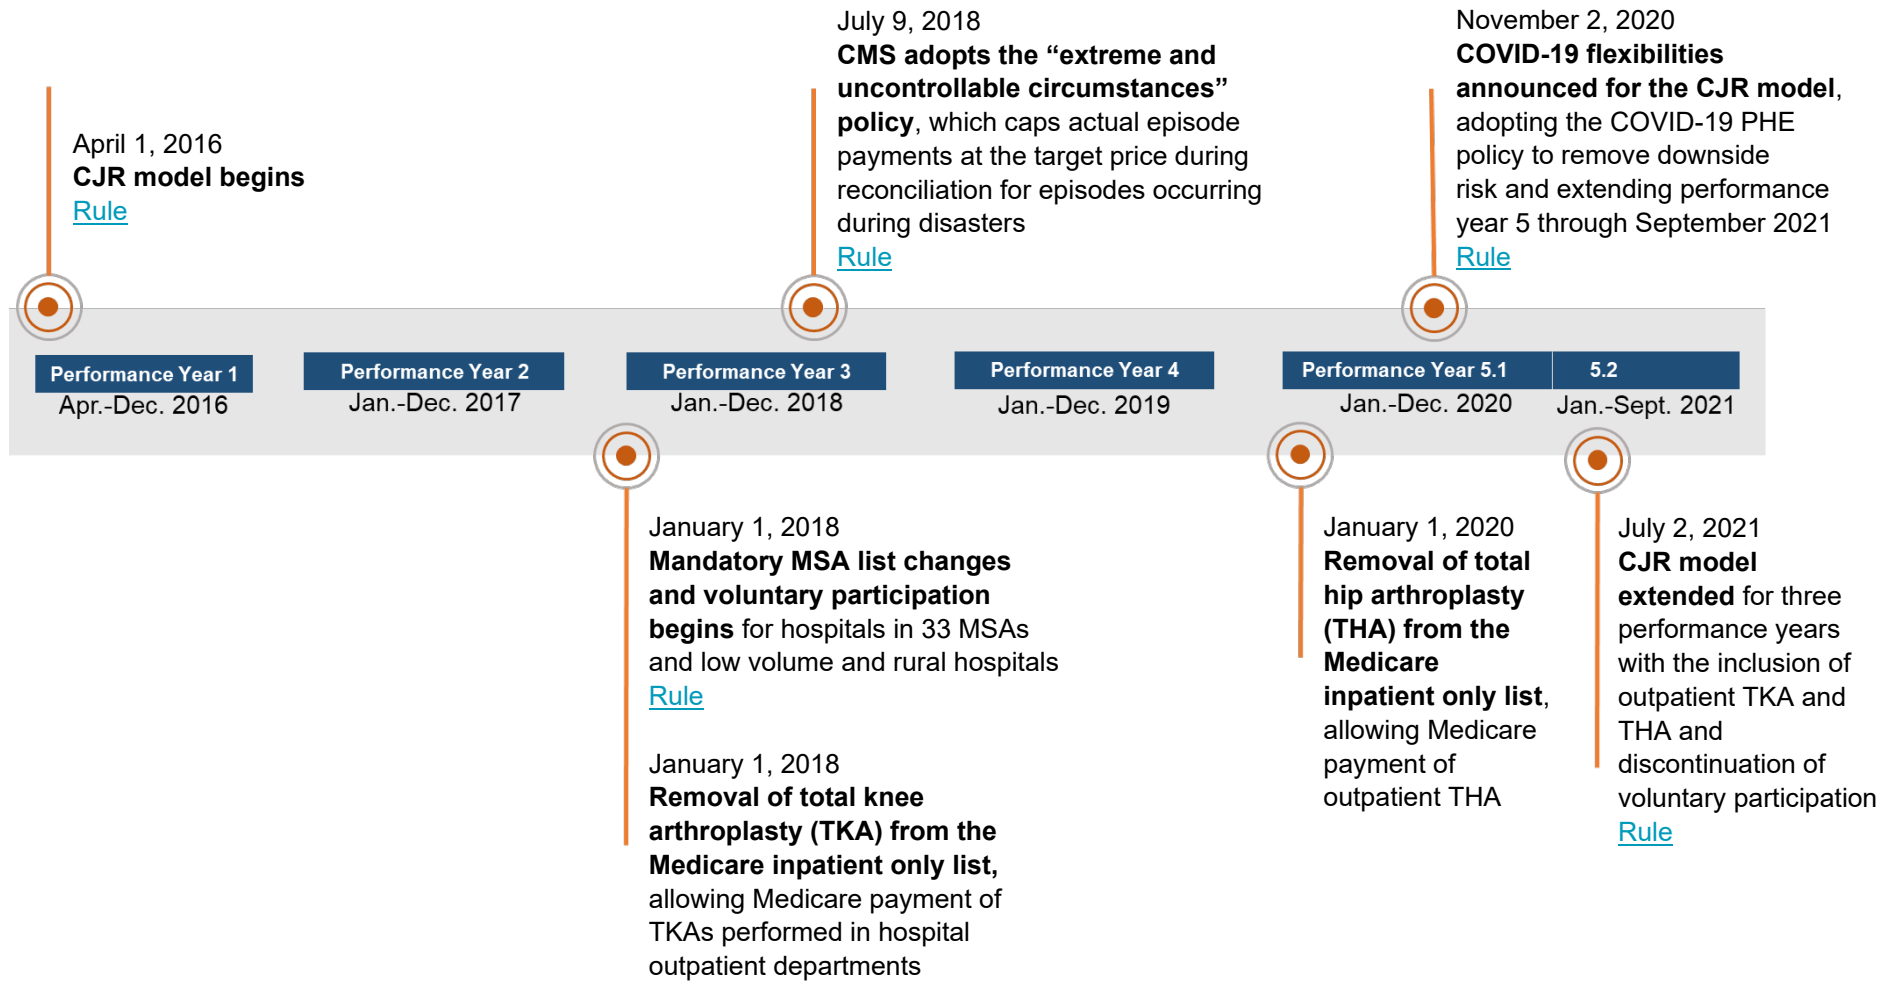 April 1, 2016
CJR model begins
Rule
July 9, 2018
CMS adopts the “extreme and
uncontrollable circumstances”
policy, which caps actual episode
payments at the target price during
reconciliation for episodes occurring
during disasters
Rule
November 2, 2020
COVID-19 flexibilities
announced for the CJR model,
adopting the COVID-19 PHE
policy to remove downside
risk and extending performance
year 5 through September 2021
Rule
Performance Year 1
Apr.-Dec. 2016
Performance Year 2
Jan.-Dec. 2017
Performance Year 3
Jan.-Dec. 2018
Performance Year 4
Jan.-Dec. 2019
Performance Year 5.1
Jan.-Dec. 2020
5.2
Jan.-Sept. 2021
January 1, 2018
Mandatory MSA list changes
and voluntary participation
begins for hospitals in 33 MSAs
and low volume and rural hospitals
Rule
January 1, 2018
Removal of total knee
arthroplasty (TKA) from the
Medicare inpatient only list,
allowing Medicare payment of
TKAs performed in hospital
outpatient departments
January 1, 2020
Removal of total
hip arthroplasty
(THA) from the
Medicare
inpatient only list,
allowing Medicare
payment of
outpatient THA
July 2, 2021
CJR model
extended for three
performance years
with the inclusion of
outpatient TKA and
THA and
discontinuation of
voluntary participation
Rule